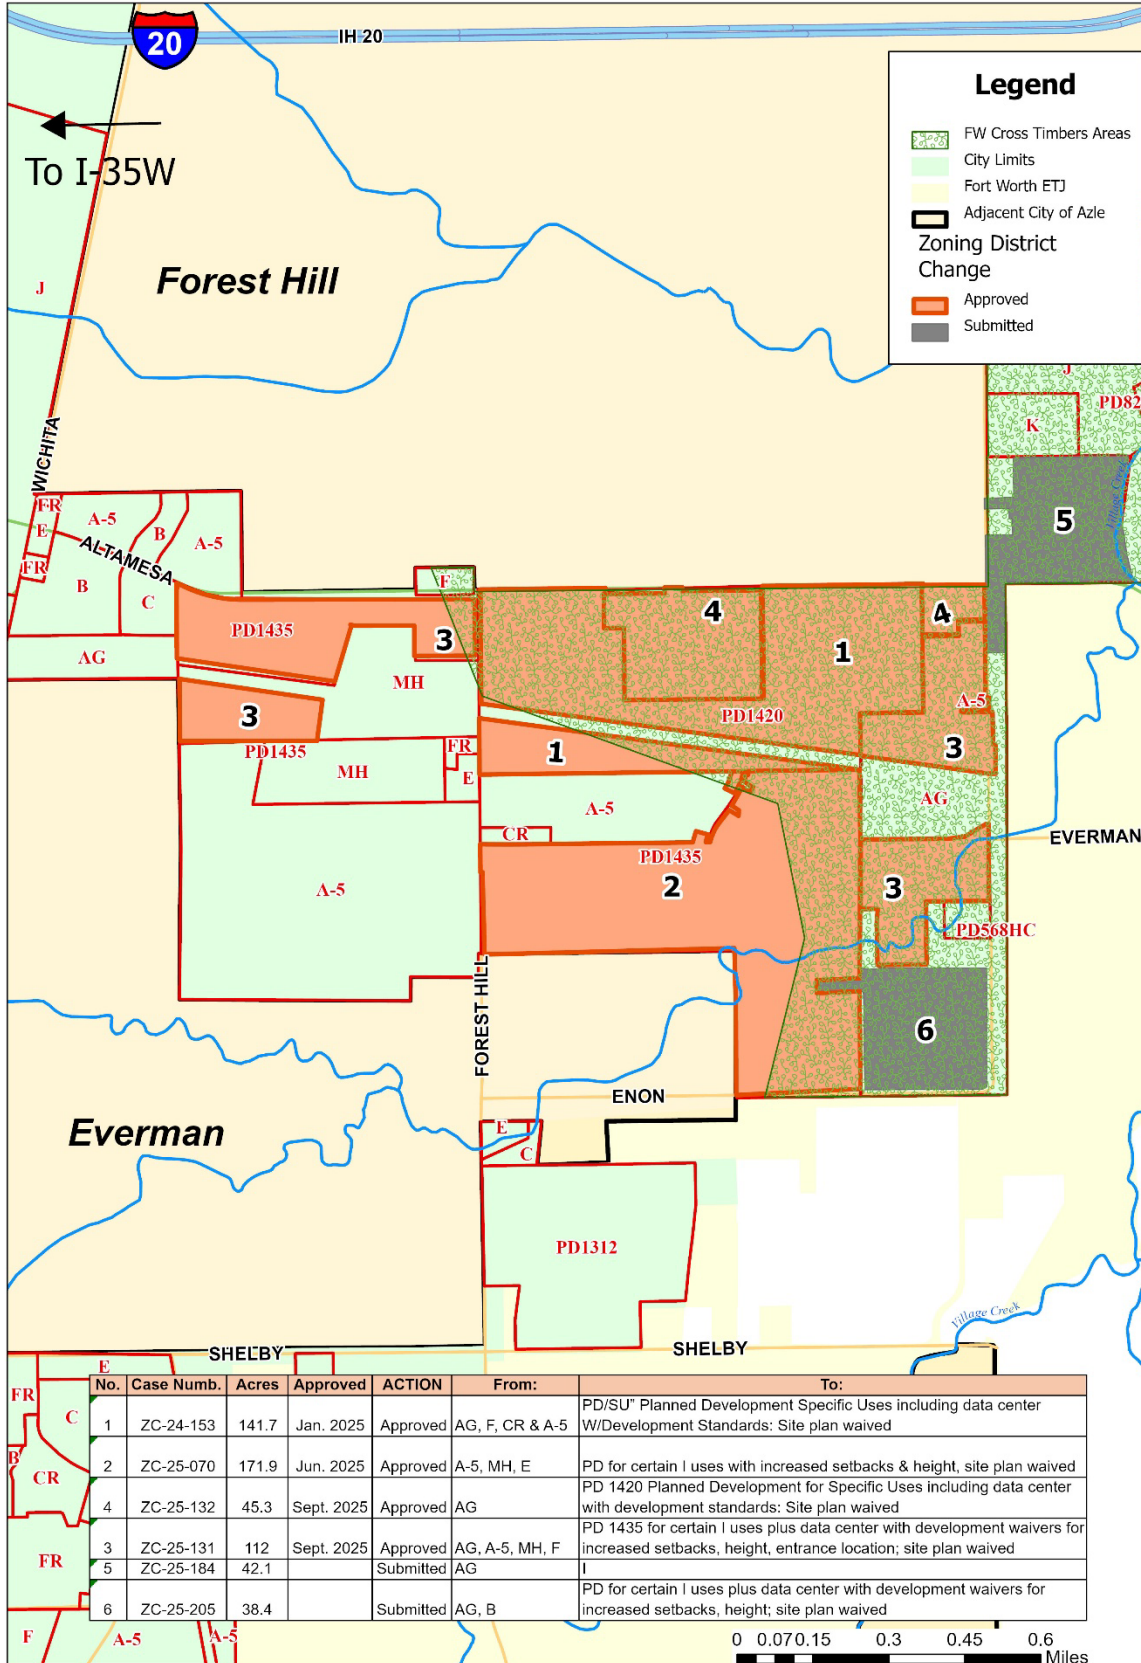 20
IH 20
To I-35W
Legend
FW Cross Timbers Areas
City Limits
Fort Worth ETJ
Adjacent City of Azle
Zoning District
Change
Approved
Submitted
Forest Hill
J
J
PD82
K
WICHITA
5
Village Creek
FR
A-5
B
A-5
E
FR
ALTAMESA
B
C
F
PD1435
3
4
4
1
AG
MH
A-5
PD1420
3
PD1435
1
3
FR
MH
E
AG
A-5
CR
EVERMAN
PD1435
2
3
A-5
PD568HC
FOREST HILL
6
ENON
Everman
E
C
PD1312
Village Creek
SHELBY
SHELBY
E
FR
C
B
CR
FR
F
A-5
A-5
No. Case Numb. Acres Approved ACTION From: To:
1 ZC-24-153 141.7 Jan. 2025 Approved AG, F, CR & A-5 PD/SU" Planned Development Specific Uses including data center
W/Development Standards: Site plan waived
2 ZC-25-070 171.9 Jun. 2025 Approved A-5, MH, E PD for certain I uses with increased setbacks & height, site plan waived
4 ZC-25-132 45.3 Sept. 2025 Approved AG PD 1420 Planned Development for Specific Uses including data center
with development standards: Site plan waived
3 ZC-25-131 112 Sept. 2025 Approved AG, A-5, MH, F PD 1435 for certain I uses plus data center with development waivers for
increased setbacks, height, entrance location; site plan waived
5 ZC-25-184 42.1 Submitted AG I
6 ZC-25-205 38.4 Submitted AG, B PD for certain I uses plus data center with development waivers for
increased setbacks, height; site plan waived
0 0.07 0.15 0.3 0.45 0.6
Miles